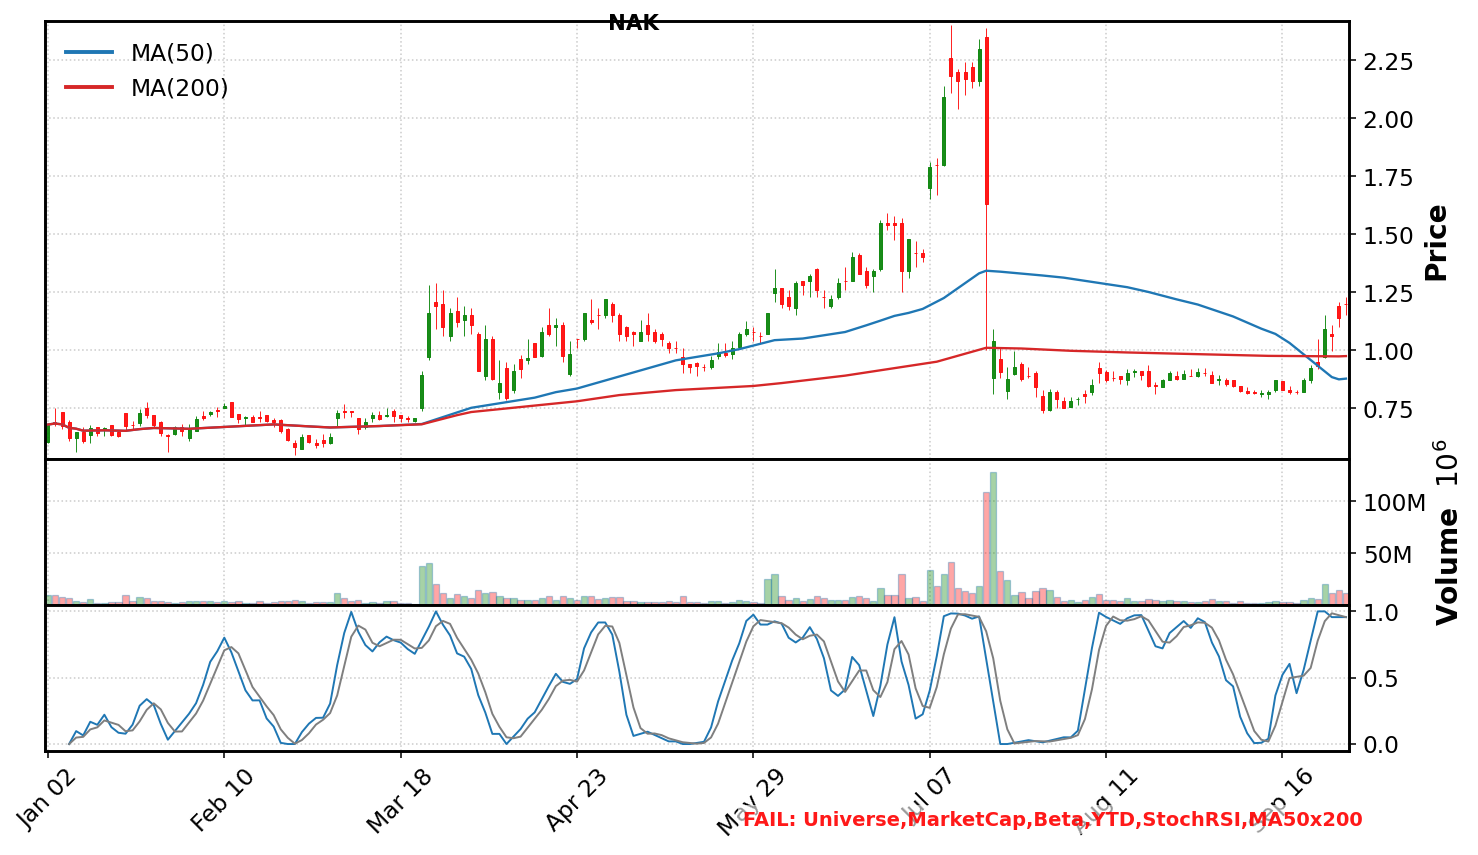 NAK
MA(50)
MA(200)
2.25
2.00
1.75
1.50
1.25
1.00
0.75
Price
100M
50M
Volume 10^6
1.0
0.5
0.0
Jan 02
Feb 10
Mar 18
Apr 23
May 29
Jul 07
Aug 11
Sep 16
FAIL: Universe,MarketCap,Beta,YTD,StochRSI,MA50x200